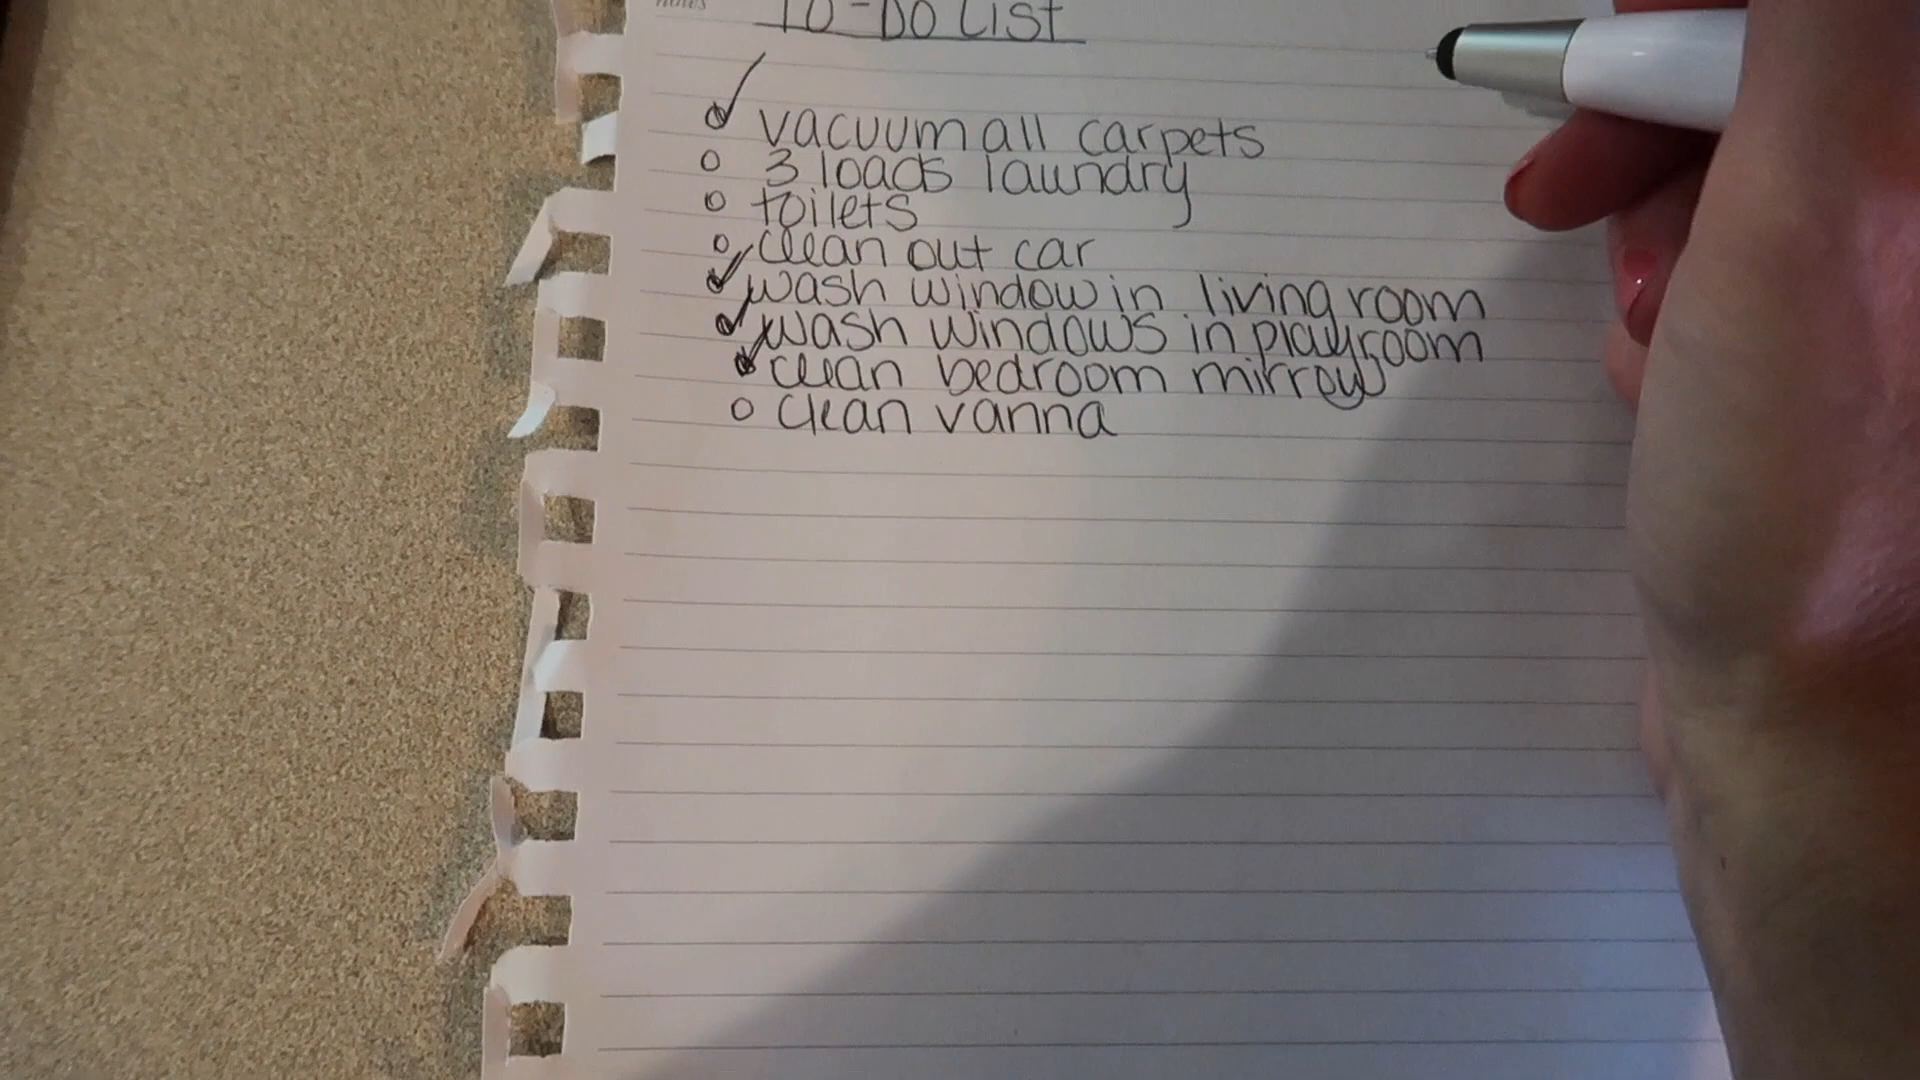 notes
TO-DO LIST
vacuum all carpets
3 loads laundry
toilets
clean out car
wash window in living room
wash windows in playroom
clean bedroom mirror
clean vanna